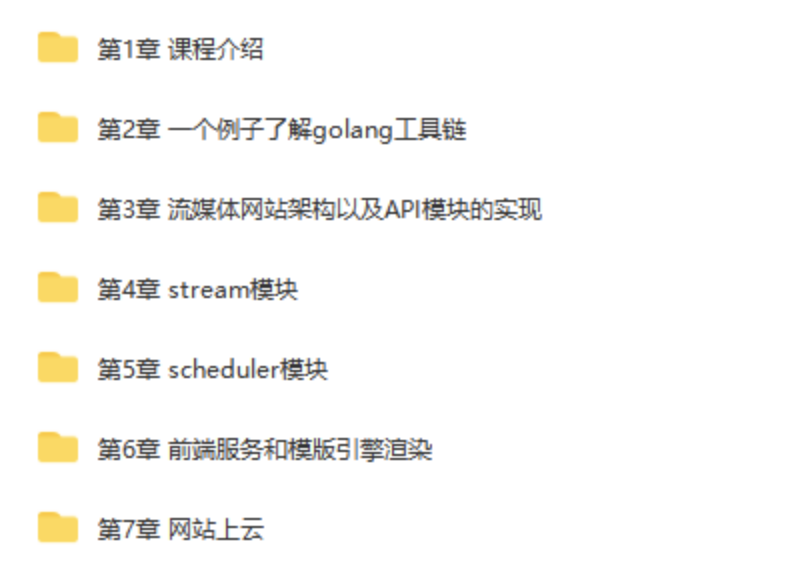 第1章 课程介绍
第2章 一个例子了解golang工具链
第3章 流媒体网站架构以及API模块的实现
第4章 stream模块
第5章 scheduler模块
第6章 前端服务和模版引擎渲染
第7章 网站上云